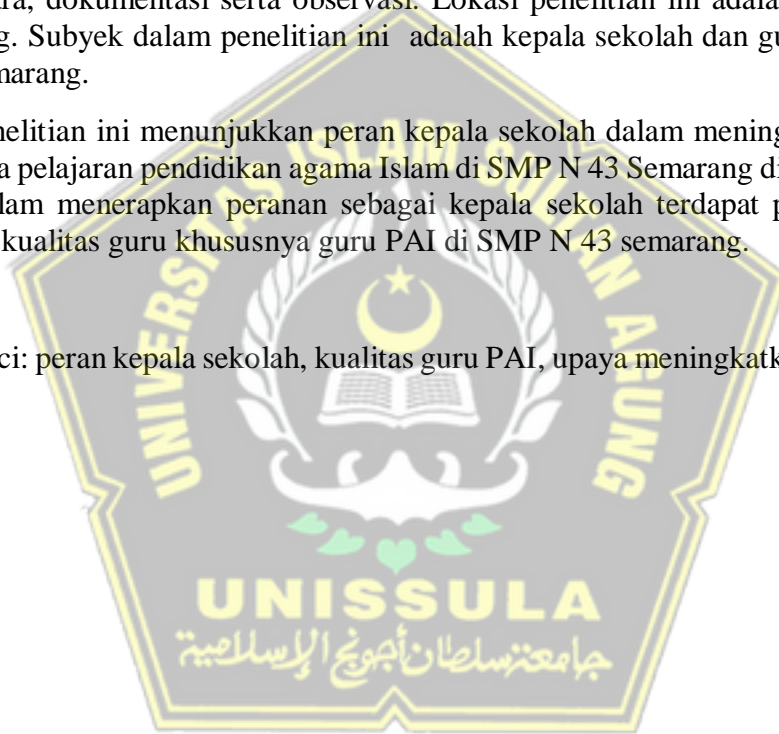 ra, dokumentasi serta observasi. Lokasi penelitian ini adala
g. Subyek dalam penelitian ini adalah kepala sekolah dan gu
marang.
nelitian ini menunjukkan peran kepala sekolah dalam mening
a pelajaran pendidikan agama Islam di SMP N 43 Semarang di
lam menerapkan peranan sebagai kepala sekolah terdapat p
kualitas guru khususnya guru PAI di SMP N 43 semarang.
ci: peran kepala sekolah, kualitas guru PAI, upaya meningkatk
UNIVERSITAS ISLAM SULTAN AGUNG
UNISSULA
جامعة سلطان أجونج الإسلامية